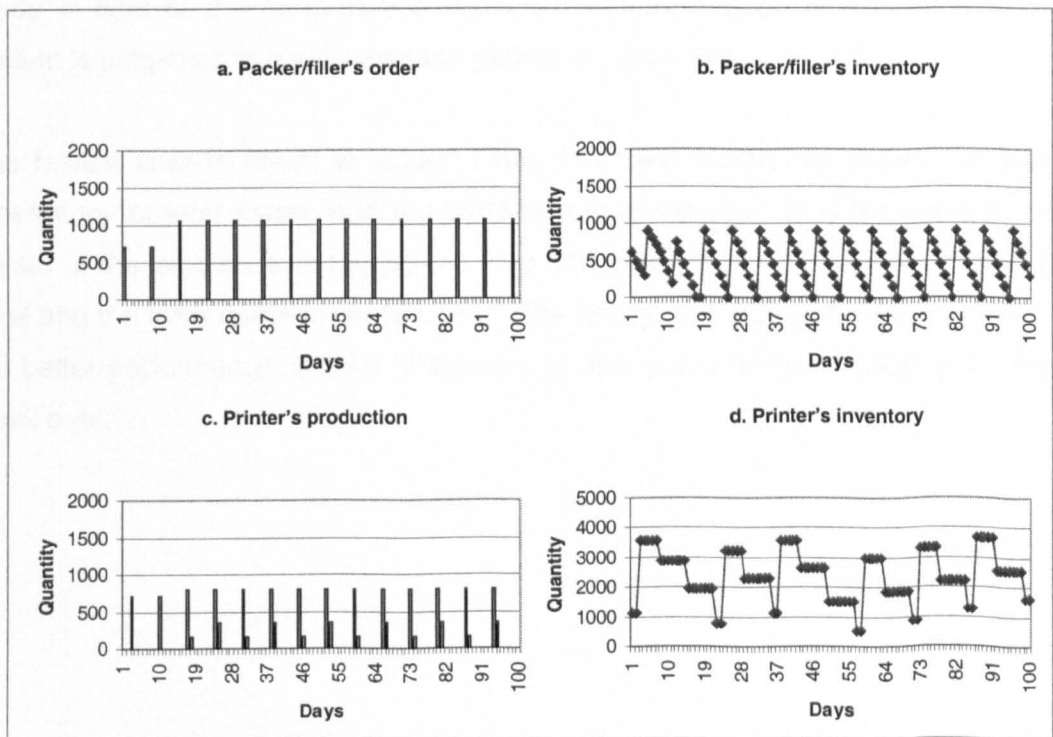 a. Packer/filler's order
b. Packer/filler's inventory
Quantity
2000
1500
1000
500
0
1 10 19 28 37 46 55 64 73 82 91 100
Days
Quantity
2000
1500
1000
500
0
1 10 19 28 37 46 55 64 73 82 91 100
Days
c. Printer's production
d. Printer's inventory
Quantity
2000
1500
1000
500
0
1 10 19 28 37 46 55 64 73 82 91 100
Days
Quantity
5000
4000
3000
2000
1000
0
1 10 19 28 37 46 55 64 73 82 91 100
Days